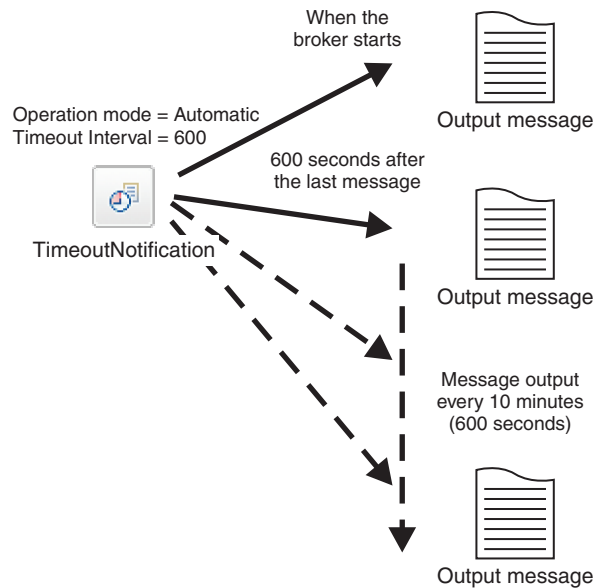 When the
broker starts
Output message
Operation mode = Automatic
Timeout Interval = 600
600 seconds after
the last message
TimeoutNotification
Output message
Message output
every 10 minutes
(600 seconds)
Output message